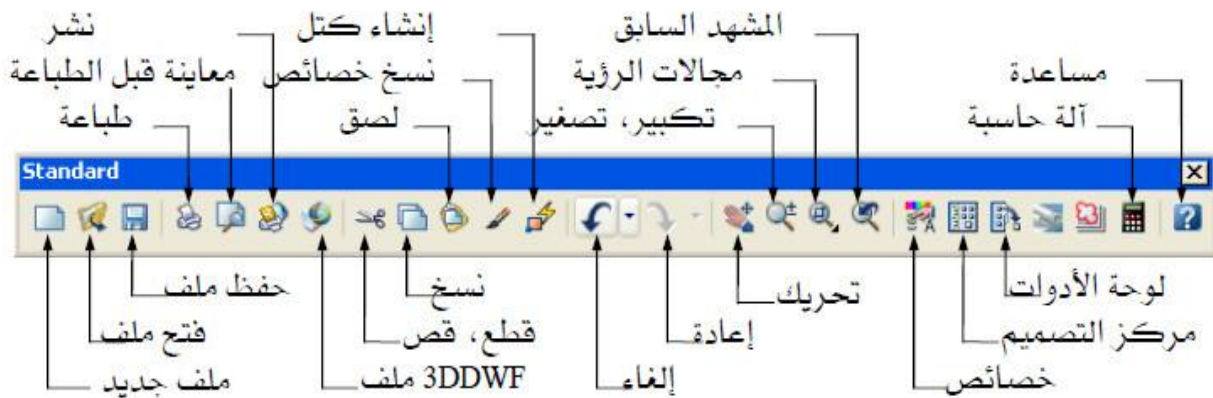 نشر إنشاء كتل المشهد السابق
معاينة قبل الطباعة نسخ خصائص مجالات الرؤية مساعدة
طباعة لصق تكبير، تصغير آلة حاسبة
Standard
حفظ ملف نسخ تحريك لوحة الأدوات
فتح ملف قطع، قص إعادة مركز التصميم
ملف جديد ملف 3DDWF إلغاء خصائص